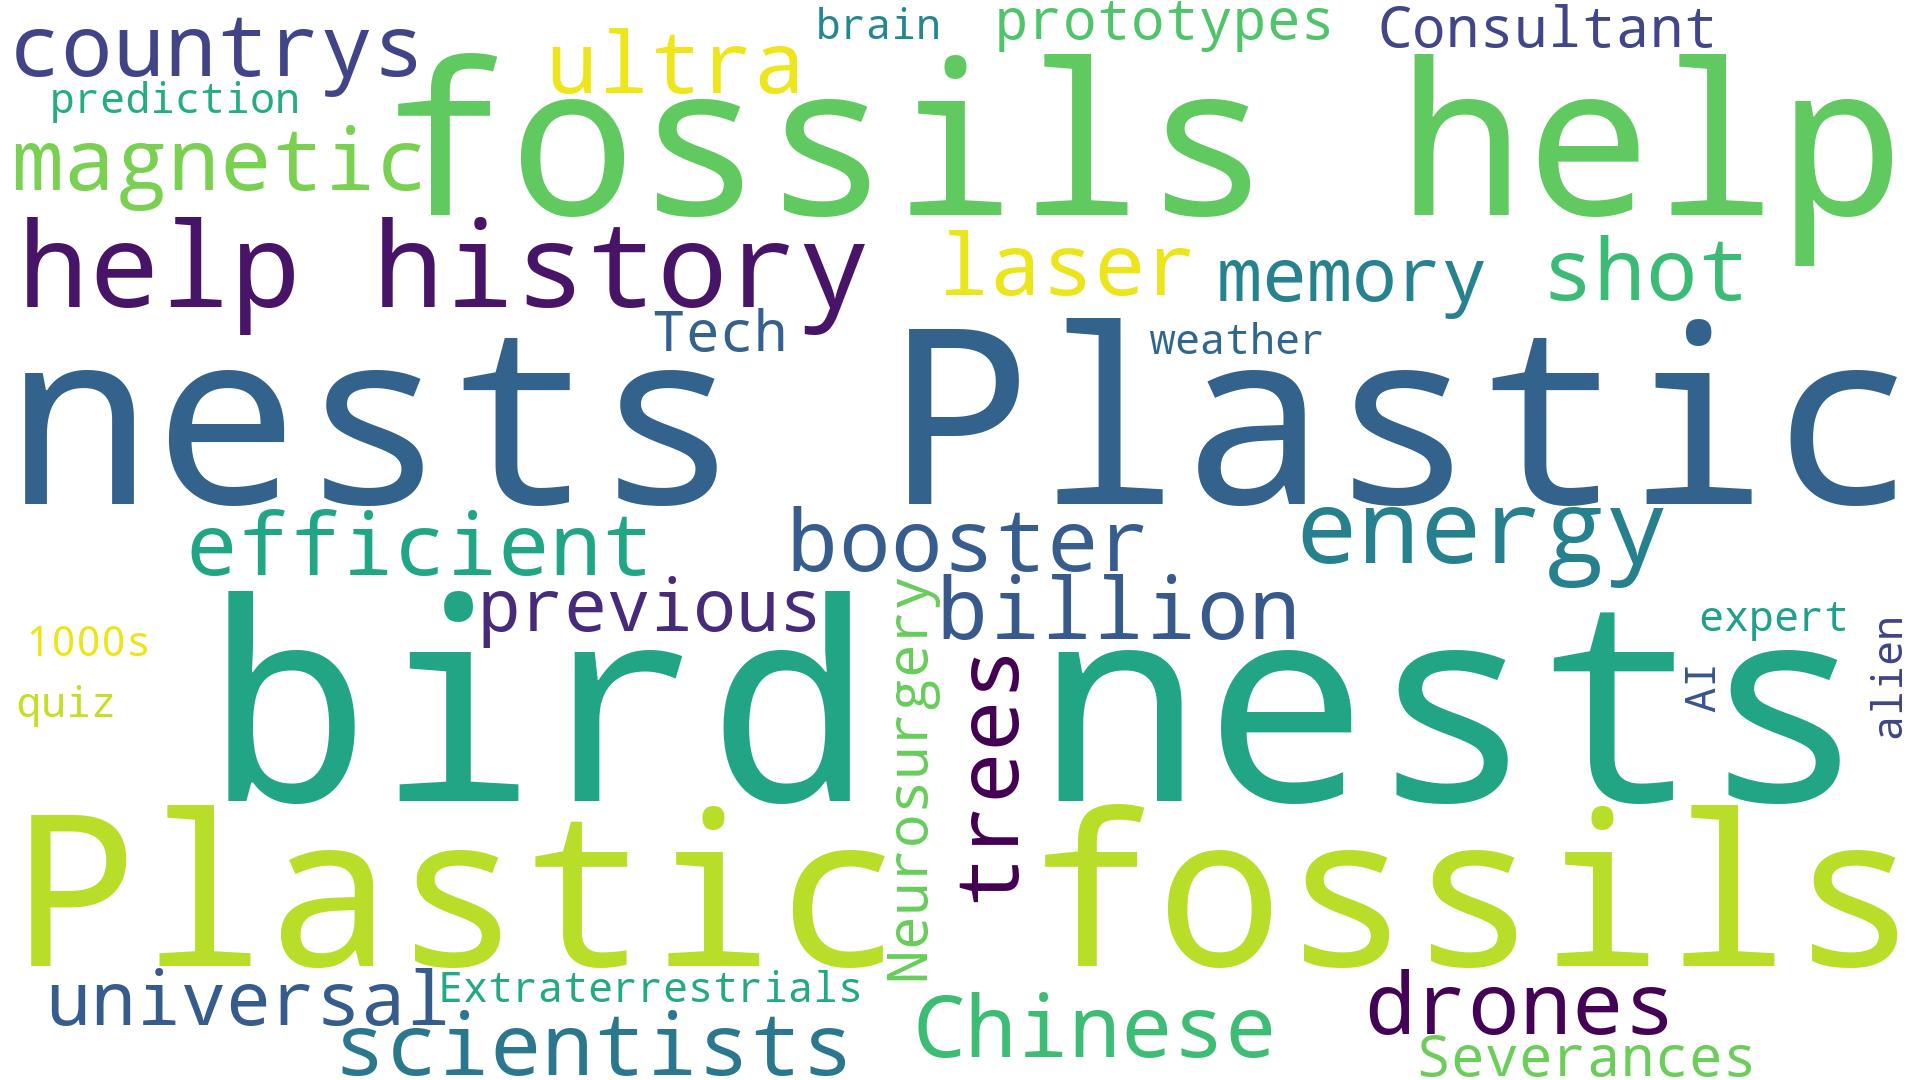 countrys
ultra
brain
prototypes
Consultant
prediction
fossils help
magnetic
help history
laser
memory
shot
Tech
weather
nests Plastic
efficient
booster
energy
previous
billion
1000s
quiz
bird nests
Neurosurgery
trees
expert
AI
alien
Plastic fossils
universal
Extraterrestrials
scientists
Chinese
drones
Severances